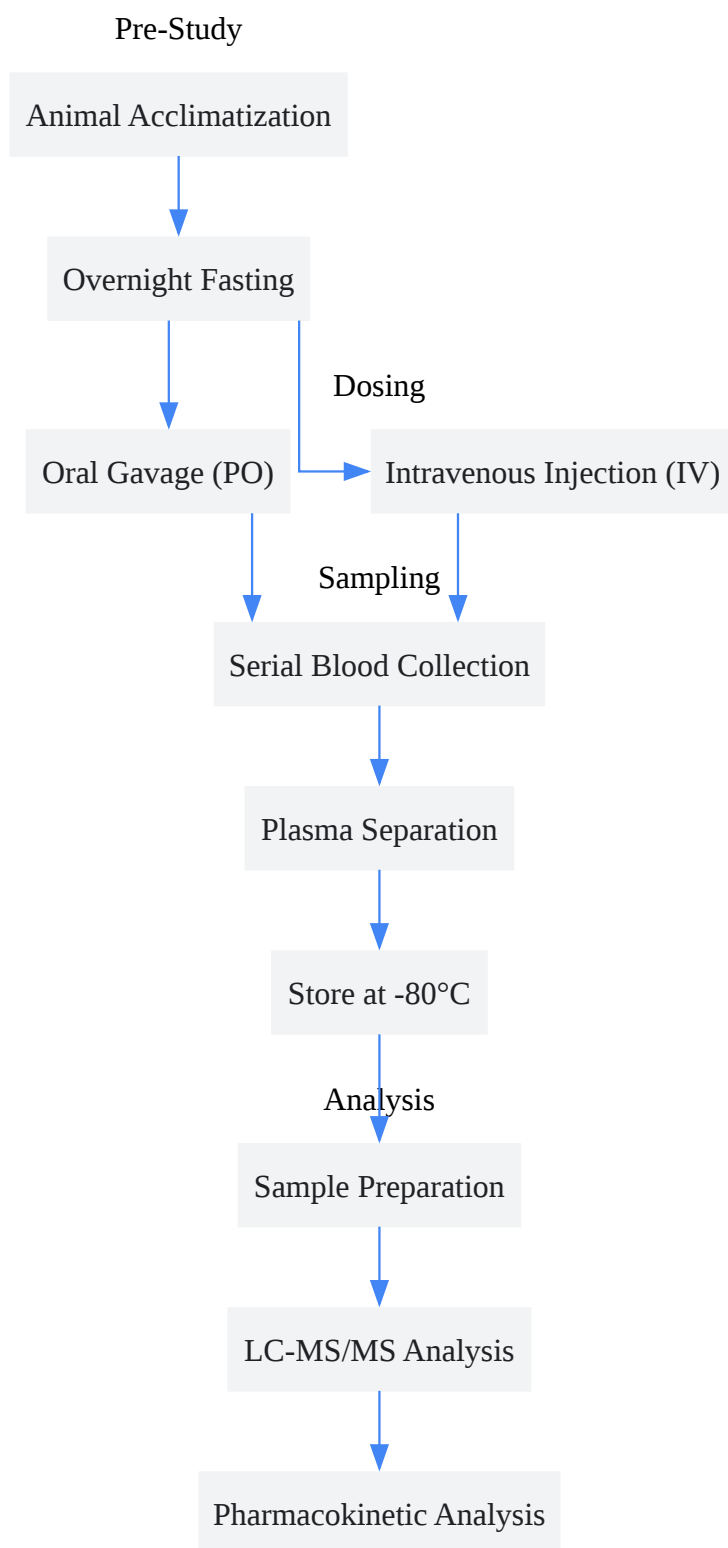 Pre-Study
Animal Acclimatization
Overnight Fasting
Dosing
Oral Gavage (PO)
Intravenous Injection (IV)
Sampling
Serial Blood Collection
Plasma Separation
Store at -80°C
Analysis
Sample Preparation
LC-MS/MS Analysis
Pharmacokinetic Analysis